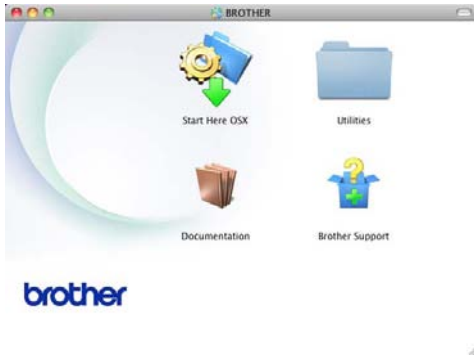 BROTHER
Start Here OSX
Utilities
Documentation
Brother Support
brother